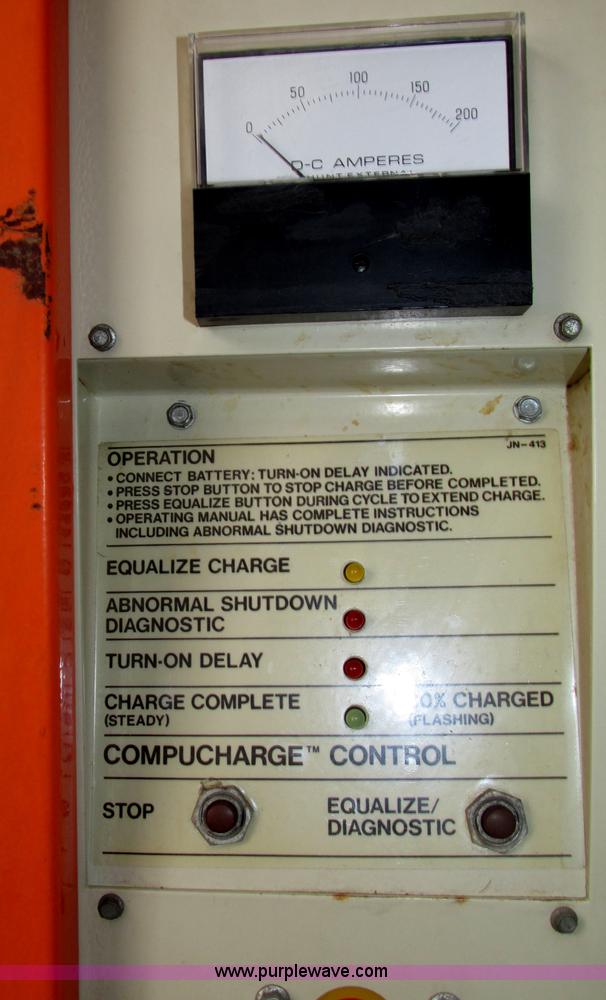 0 50 100 150 200
D-C AMPERES
EXTERNAL
JN-413
OPERATION
• CONNECT BATTERY: TURN-ON DELAY INDICATED.
• PRESS STOP BUTTON TO STOP CHARGE BEFORE COMPLETED.
• PRESS EQUALIZE BUTTON DURING CYCLE TO EXTEND CHARGE.
• OPERATING MANUAL HAS COMPLETE INSTRUCTIONS
INCLUDING ABNORMAL SHUTDOWN DIAGNOSTIC.
EQUALIZE CHARGE
ABNORMAL SHUTDOWN
DIAGNOSTIC
TURN-ON DELAY
CHARGE COMPLETE
(STEADY)
0% CHARGED
(FLASHING)
COMPUCHARGE™ CONTROL
STOP
EQUALIZE/
DIAGNOSTIC
www.purplewave.com